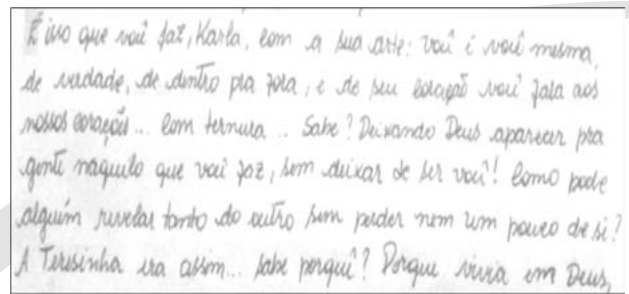 É isso que você faz, Karla, com a sua arte: você é você mesma,
de verdade, de dentro pra fora, e de seu coração você fala aos
nossos corações... Com ternura... Sabe? Deixando Deus aparecer pra
gente naquilo que você faz, sem deixar de ser você! Como pode
alguém revelar tanto do outro sem perder nem um pouco de si?
A Teresinha era assim... sabe porquê? Porque vivia em Deus,